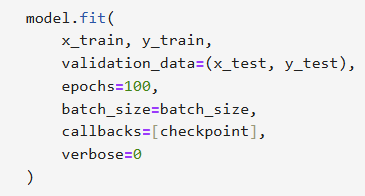 model.fit(
    x_train, y_train,
    validation_data=(x_test, y_test),
    epochs=100,
    batch_size=batch_size,
    callbacks=[checkpoint],
    verbose=0
)